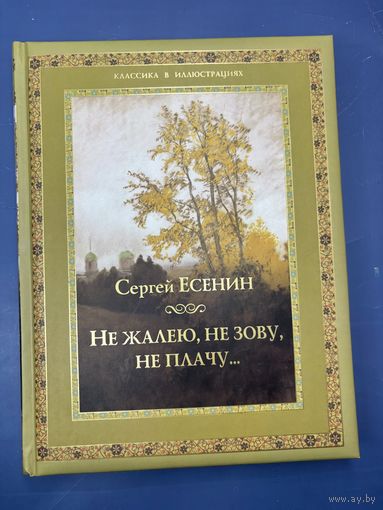 КЛАССИКА В ИЛЛЮСТРАЦИЯХ
Сергей ЕСЕНИН
НЕ ЖАЛЕЮ, НЕ ЗОВУ,
НЕ ПЛАЧУ...
www.ay.by